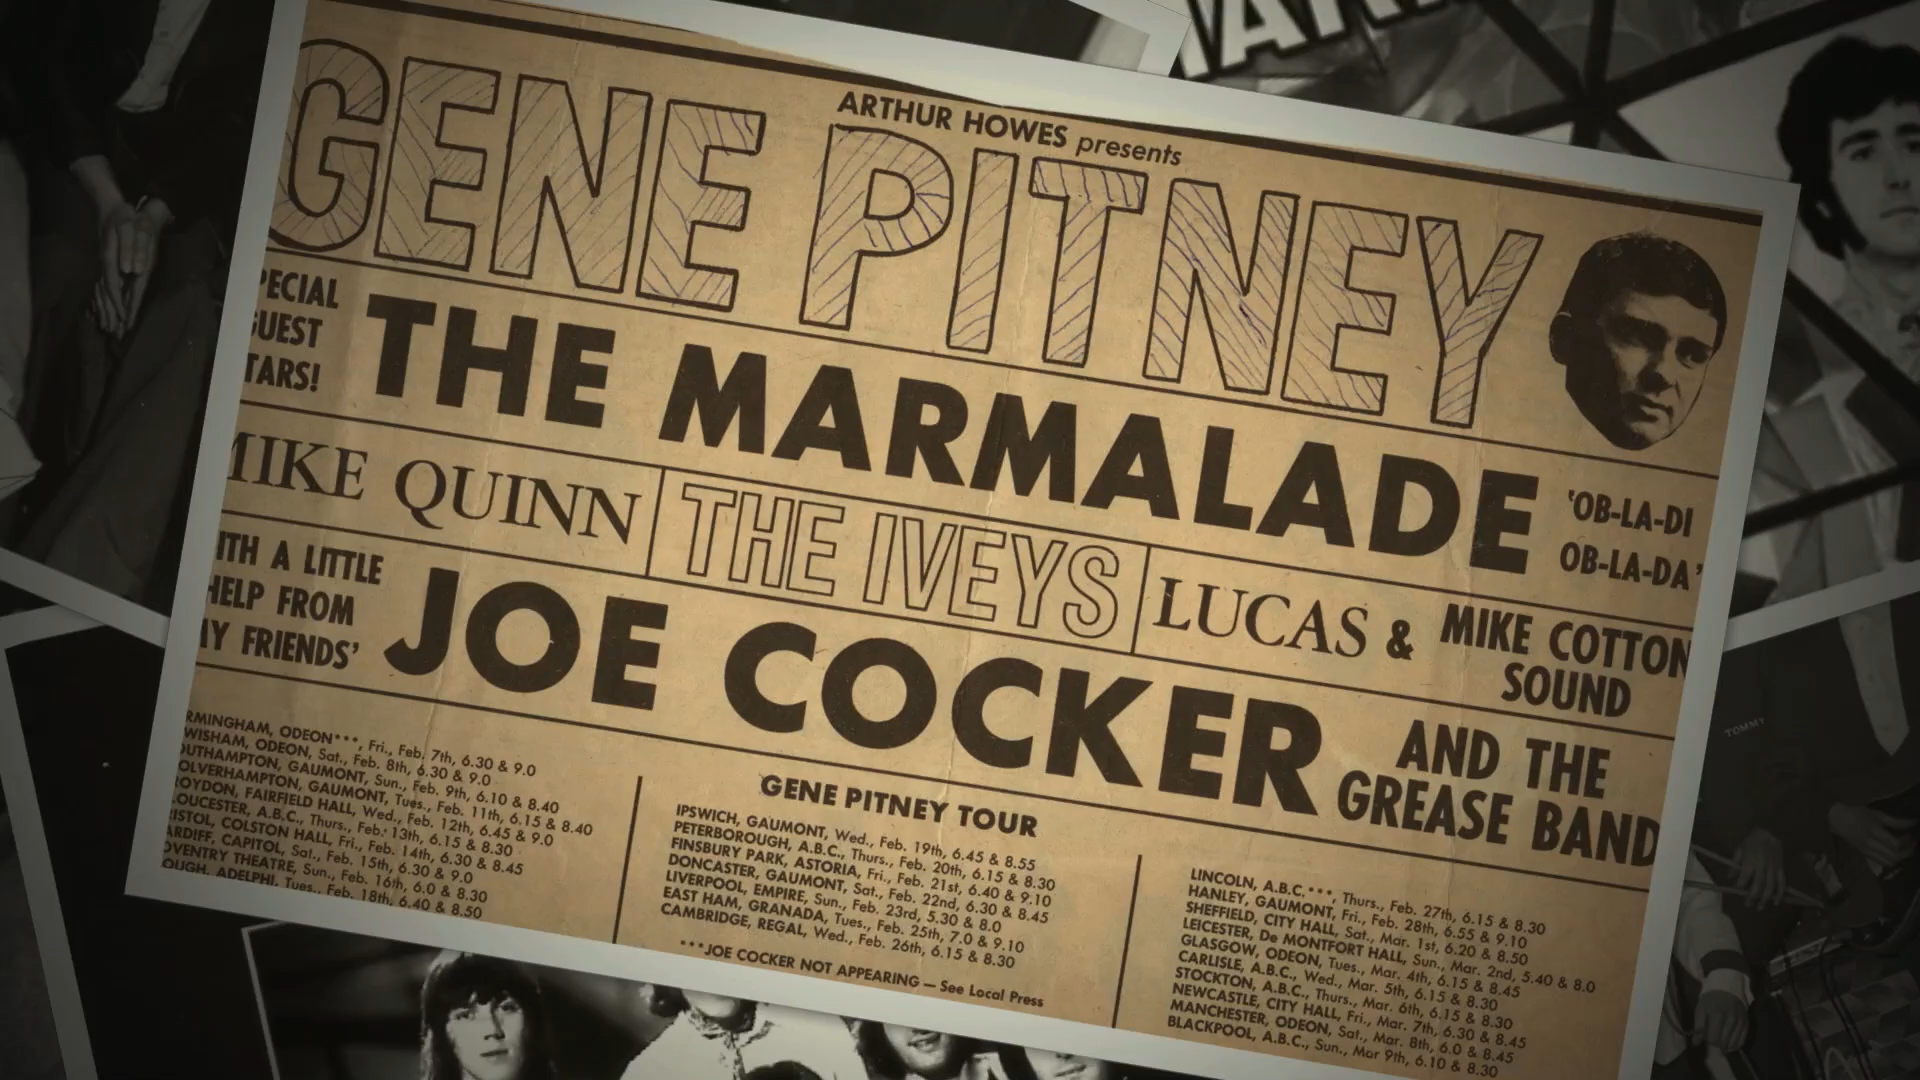 ARTHUR HOWES presents
GENE PITNEY
PECIAL
GUEST
TARS!
THE MARMALADE
'OB-LA-DI
OB-LA-DA'
MIKE QUINN
THE IVEYS
LUCAS & MIKE COTTON
SOUND
ITH A LITTLE
HELP FROM
MY FRIENDS'
JOE COCKER
AND THE
GREASE BAND
RMINGHAM, ODEON***, Fri., Feb. 7th, 6.30 & 9.0
WISHAM, ODEON, Sat., Feb. 8th, 6.30 & 9.0
OUTHAMPTON, GAUMONT, Sun., Feb. 9th, 6.10 & 8.40
OLVERHAMPTON, GAUMONT, Tues., Feb. 11th, 6.15 & 8.40
ROYDON, FAIRFIELD HALL, Wed., Feb. 12th, 6.45 & 9.0
LOUCESTER, A.B.C., Thurs., Feb. 13th, 6.15 & 8.30
RISTOL, COLSTON HALL, Fri., Feb. 14th, 6.30 & 8.45
ARDIFF, CAPITOL, Sat., Feb. 15th, 6.30 & 9.0
OVENTRY THEATRE, Sun., Feb. 16th, 6.0 & 8.30
OUGH, ADELPHI, Tues., Feb. 18th, 6.40 & 8.50
GENE PITNEY TOUR
IPSWICH, GAUMONT, Wed., Feb. 19th, 6.45 & 8.55
PETERBOROUGH, A.B.C., Thurs., Feb. 20th, 6.15 & 8.30
FINSBURY PARK, ASTORIA, Fri., Feb. 21st, 6.40 & 9.10
DONCASTER, GAUMONT, Sat., Feb. 22nd, 6.30 & 8.45
LIVERPOOL, EMPIRE, Sun., Feb. 23rd, 5.30 & 8.0
EAST HAM, GRANADA, Tues., Feb. 25th, 7.0 & 9.10
CAMBRIDGE, REGAL, Wed., Feb. 26th, 6.15 & 8.30
***JOE COCKER NOT APPEARING — See Local Press
LINCOLN, A.B.C.***, Thurs., Feb. 27th, 6.15 & 8.30
HANLEY, GAUMONT, Fri., Feb. 28th, 6.55 & 9.10
SHEFFIELD, CITY HALL, Sat., Mar. 1st, 6.20 & 8.50
LEICESTER, De MONTFORT HALL, Sun., Mar. 2nd, 5.40 & 8.0
GLASGOW, ODEON, Tues., Mar. 4th, 6.15 & 8.45
CARLISLE, A.B.C., Wed., Mar. 5th, 6.15 & 8.30
STOCKTON, A.B.C., Thurs., Mar. 6th, 6.15 & 8.30
NEWCASTLE, CITY HALL, Fri., Mar. 7th, 6.30 & 8.45
MANCHESTER, ODEON, Sat., Mar. 8th, 6.0 & 8.45
BLACKPOOL, A.B.C., Sun., Mar 9th, 6.10 & 8.30
TOMMY